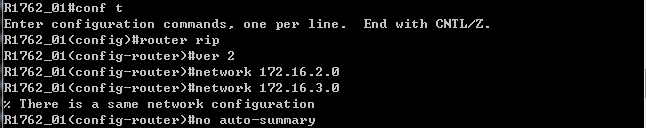 R1762_01#conf t
Enter configuration commands, one per line.  End with CNTL/Z.
R1762_01(config)#router rip
R1762_01(config-router)#ver 2
R1762_01(config-router)#network 172.16.2.0
R1762_01(config-router)#network 172.16.3.0
% There is a same network configuration
R1762_01(config-router)#no auto-summary